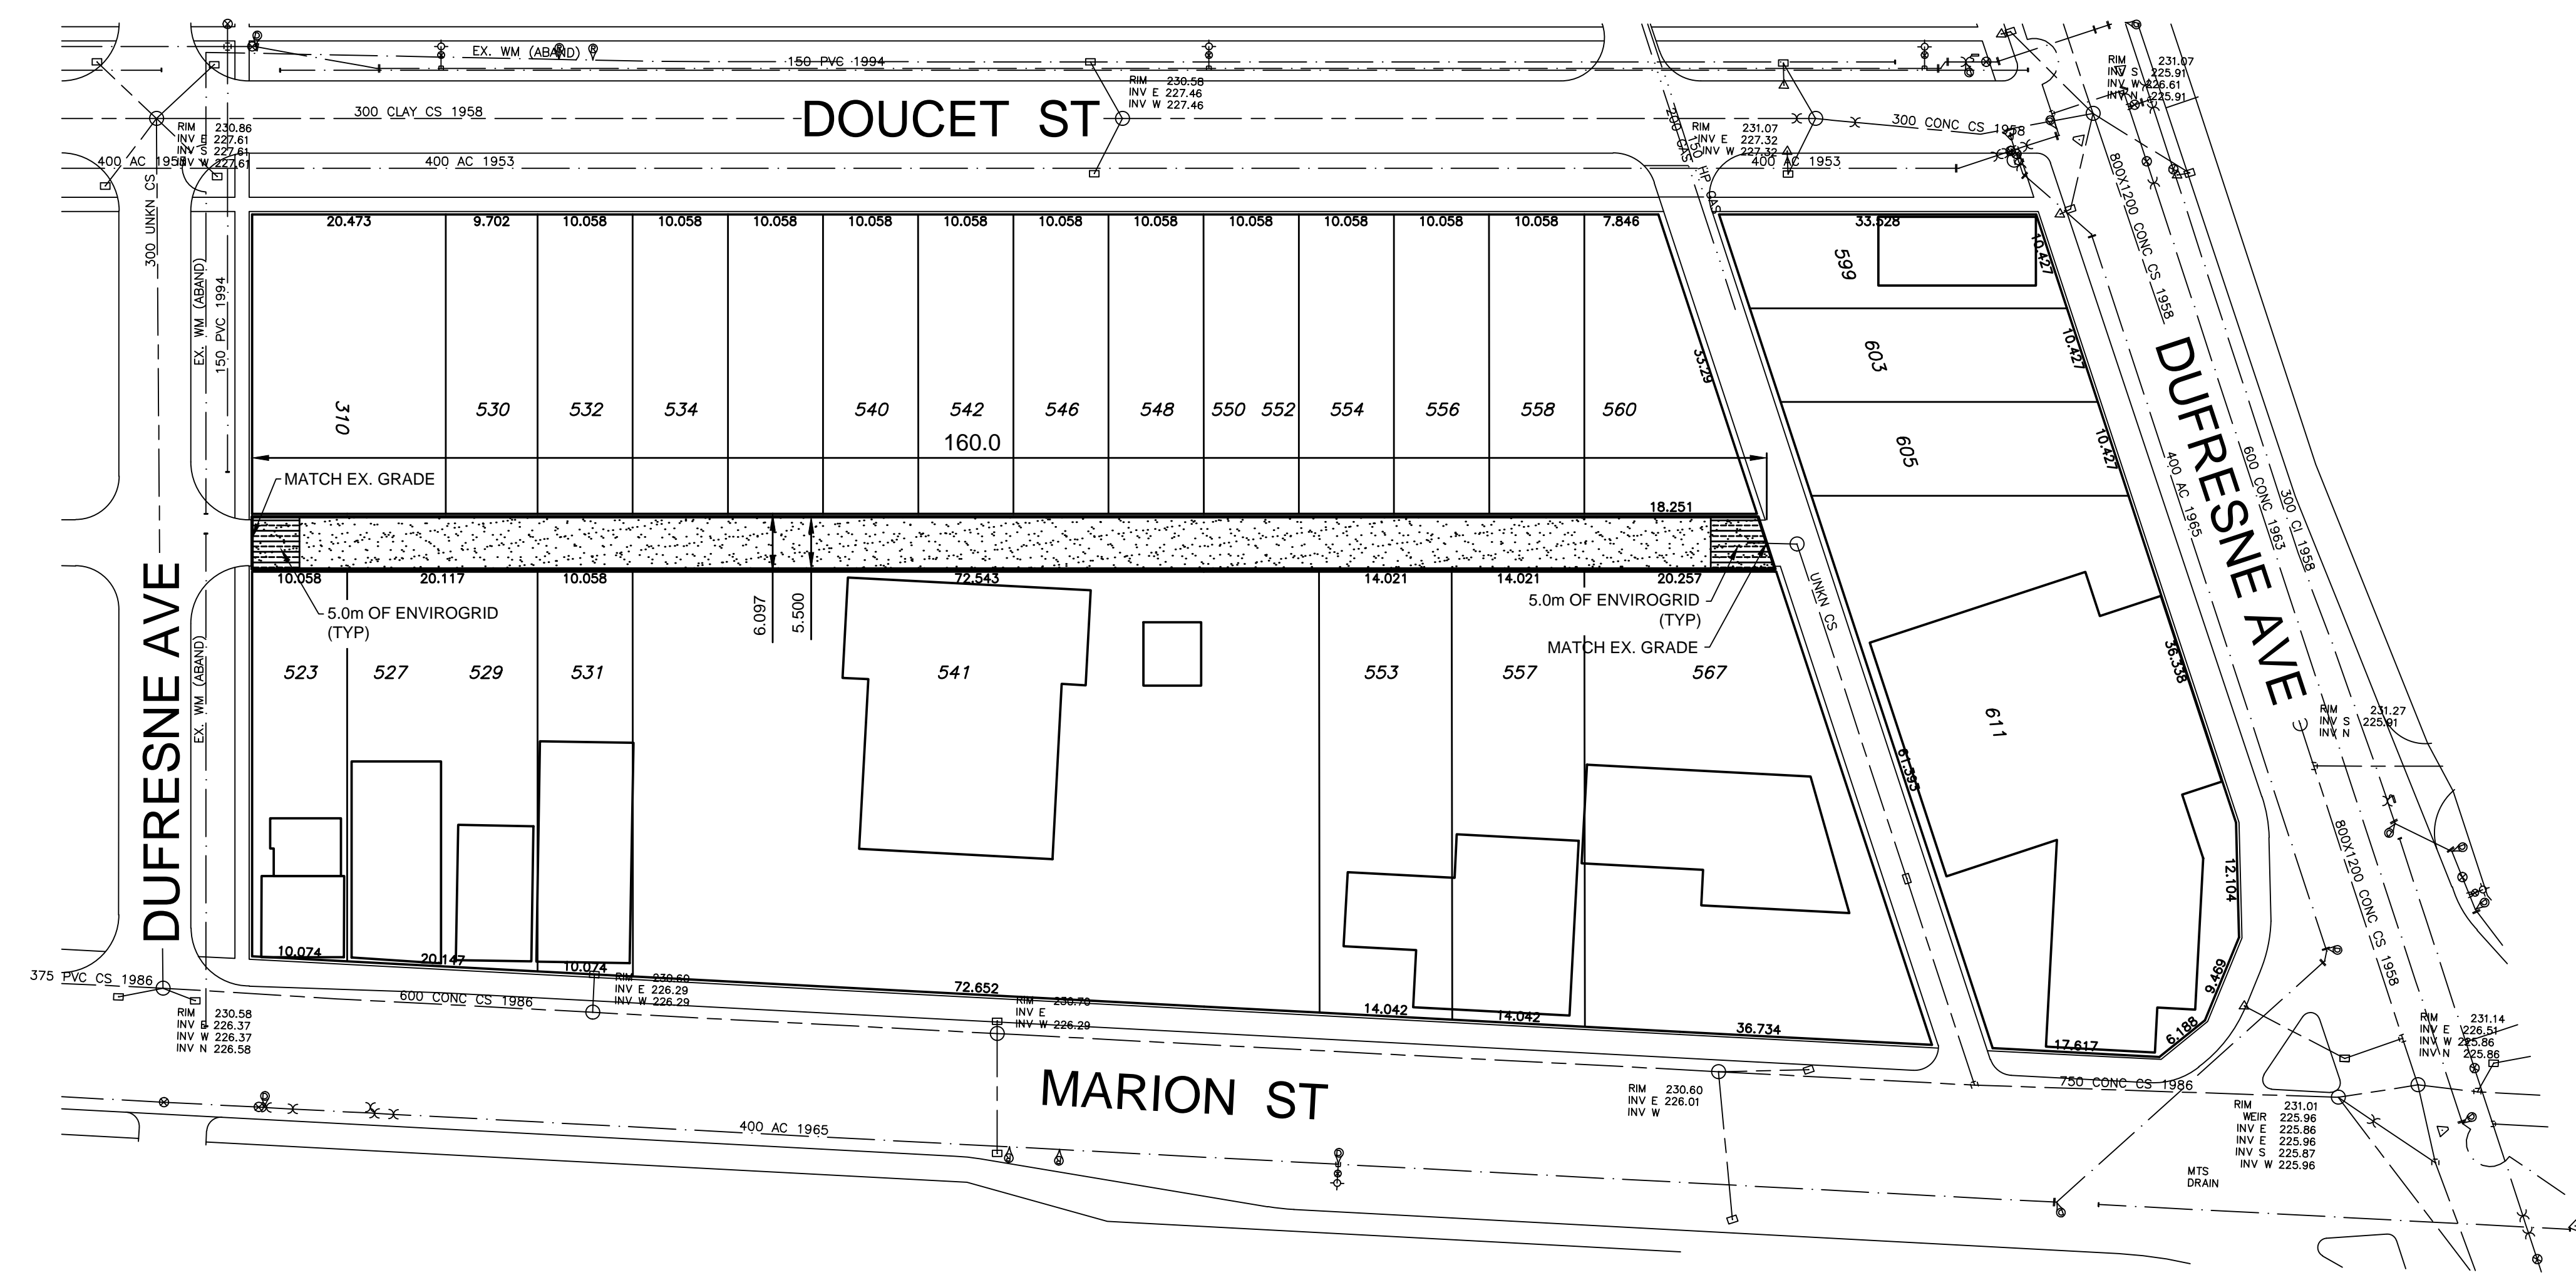 EX. WM (ABAND)
150 PVC 1994
RIM 230.58
INV E 227.46
INV W 227.46
RIM 231.07
INV S 225.91
INV W 226.61
INV N 225.91
300 CLAY CS 1958
DOUCET ST
300 CONC CS 1958
RIM 230.86
INV E 227.61
INV S 227.61
INV W 227.61
RIM 231.07
INV E 227.32
INV W 227.32
400 AC 1953
400 AC 1953
400 AC 1953
200 GAS
150 HP GAS
300 UNKN CS
EX. WM (ABAND)
150 PVC 1994
20.473
9.702
10.058
10.058
10.058
10.058
10.058
10.058
10.058
10.058
10.058
10.058
10.058
7.846
33.528
10.427
599
800X1200 CONC CS 1958
33.29
603
10.427
310
530
532
534
540
542
546
548
550
552
554
556
558
560
605
10.427
160.0
MATCH EX. GRADE
18.251
DUFRESNE AVE
400 AC 1965
600 CONC 1963
300 CI 1958
10.058
20.117
10.058
72.543
14.021
14.021
20.257
5.0m OF ENVIROGRID
(TYP)
6.097
5.500
5.0m OF ENVIROGRID
(TYP)
MATCH EX. GRADE
UNKN CS
DUFRESNE AVE
EX. WM (ABAND)
523
527
529
531
541
553
557
567
36.338
611
61.393
RIM 231.27
INV S 225.91
INV N
800X1200 CONC CS 1958
12.104
9.469
6.188
17.617
10.074
20.147
10.074
72.652
14.042
14.042
36.734
375 PVC CS 1986
600 CONC CS 1986
RIM 230.60
INV E 226.29
INV W 226.29
RIM 230.70
INV E
INV W 226.29
RIM 230.58
INV E 226.37
INV W 226.37
INV N 226.58
MARION ST
RIM 230.60
INV E 226.01
INV W
750 CONC CS 1986
RIM 231.14
INV E 226.51
INV W 225.86
INV N 225.86
RIM 231.01
WEIR 225.96
INV E 225.86
INV E 225.96
INV S 225.87
INV W 225.96
400 AC 1965
MTS
DRAIN